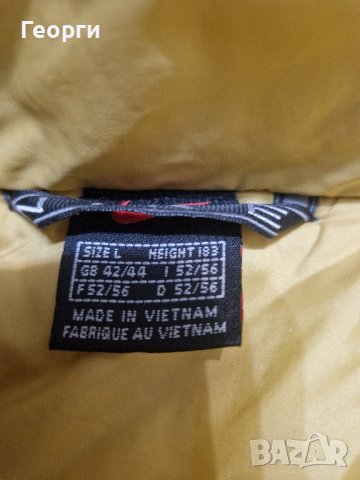 Георги
SIZE L HEIGHT 183
GB 42/44 I 52/56
F 52/56 D 52/56
MADE IN VIETNAM
FABRIQUE AU VIETNAM
BAZAR